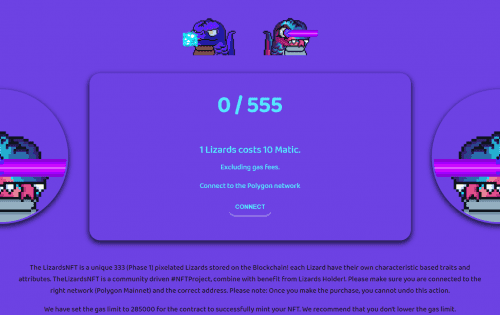 0 / 555
1 Lizards costs 10 Matic.
Excluding gas fees.
Connect to the Polygon network
CONNECT
The LizardsNFT is a unique 333 (Phase 1) pixelated Lizards stored on the Blockchain! each Lizard have their own characteristic based traits and
attributes. TheLizardsNFT is a community driven #NFTProject, combine with benefit from Lizards Holder!. Please make sure you are connected to the
right network (Polygon Mainnet) and the correct address. Please note: Once you make the purchase, you cannot undo this action.
We have set the gas limit to 285000 for the contract to successfully mint your NFT. We recommend that you don't lower the gas limit.